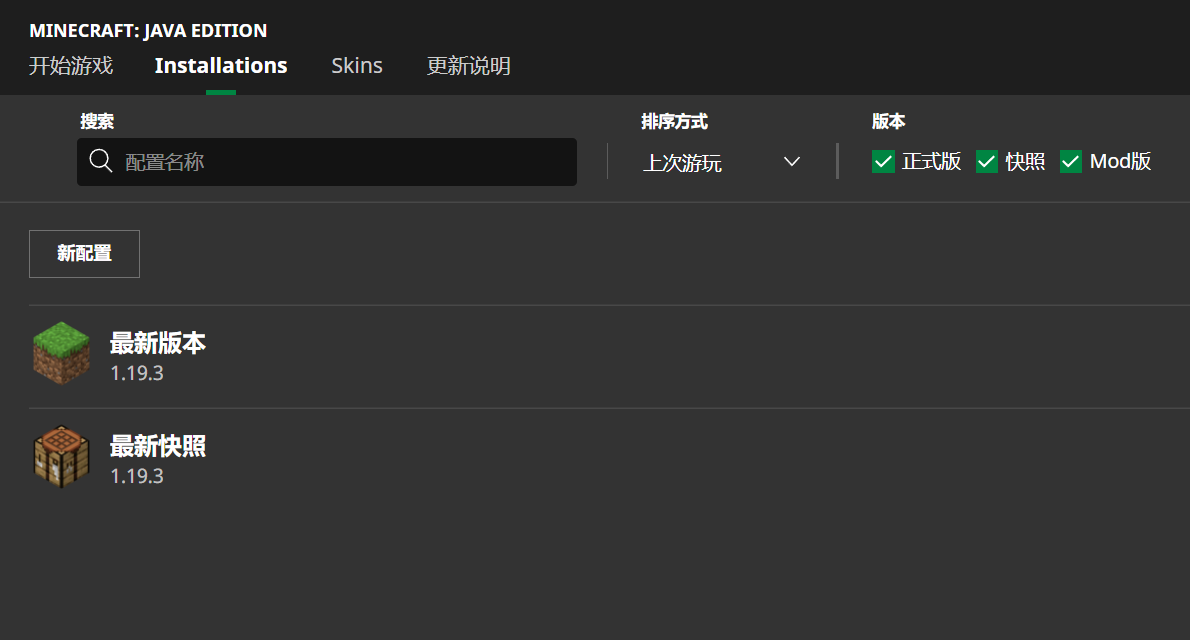 MINECRAFT: JAVA EDITION
开始游戏 Installations Skins 更新说明
搜索 排序方式 版本
配置名称 上次游玩 正式版 快照 Mod版
新配置
最新版本
1.19.3
最新快照
1.19.3